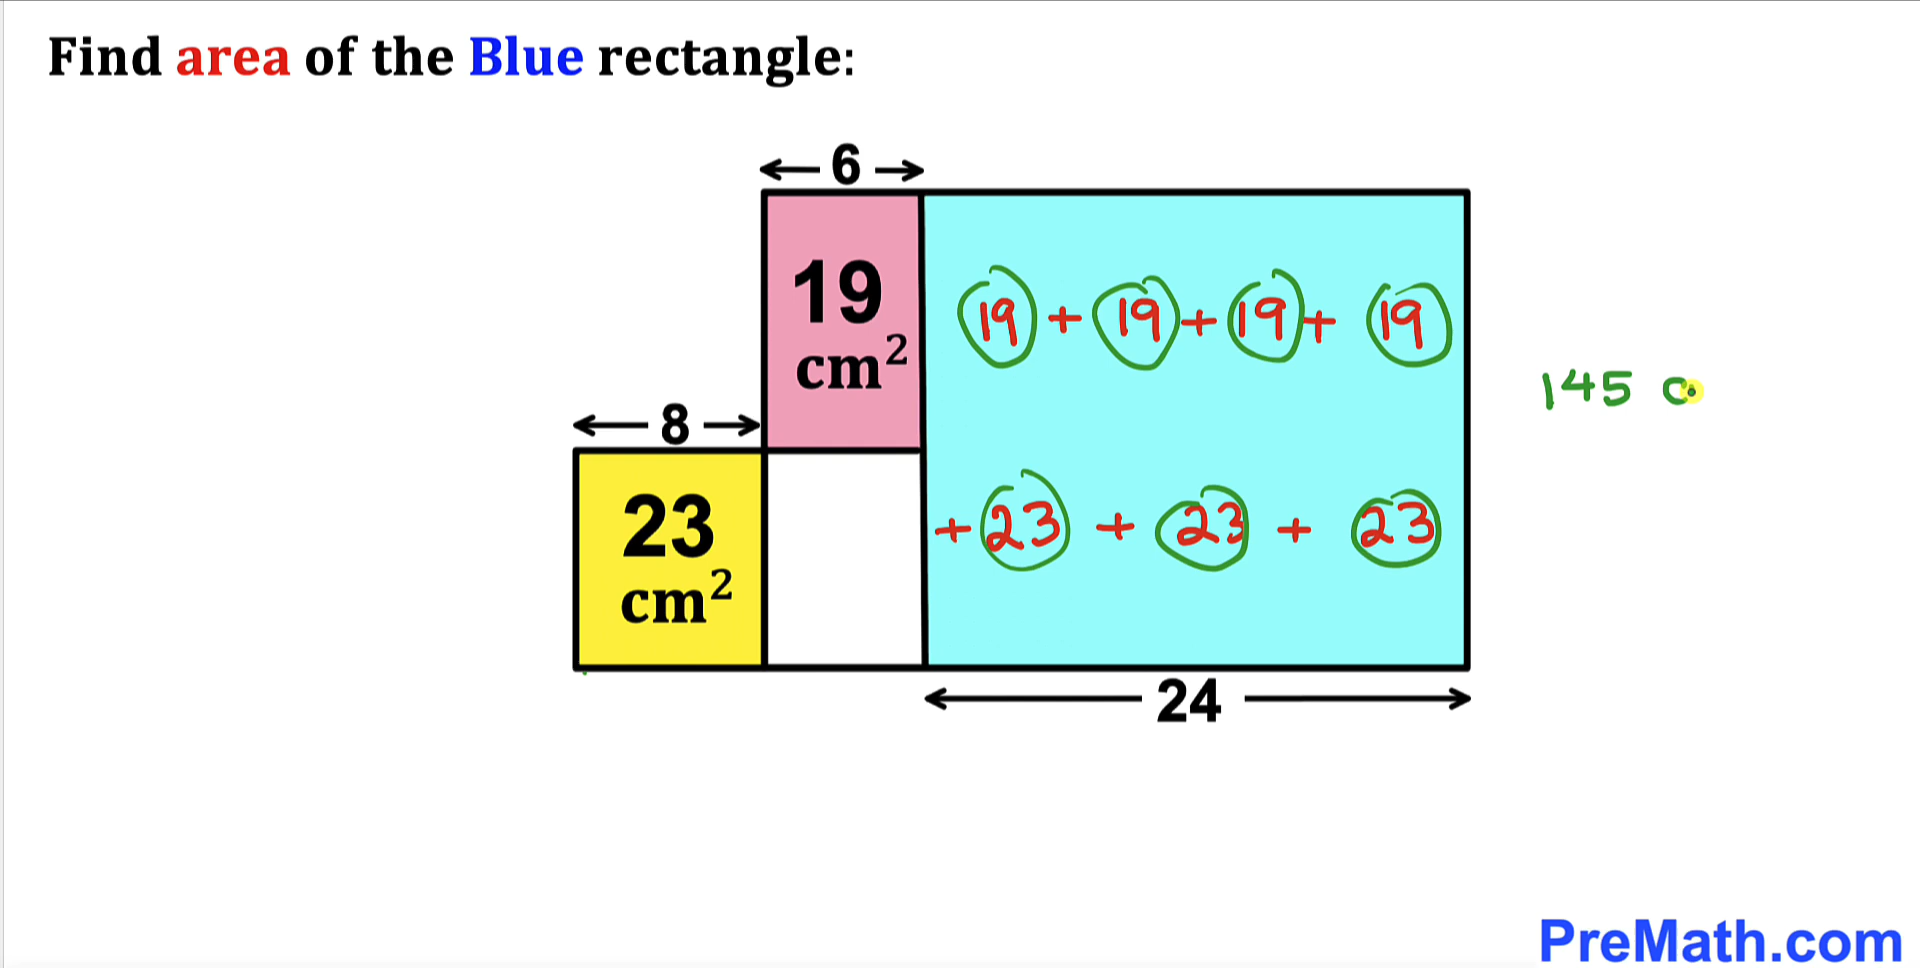 Find area of the Blue rectangle:
← 6 →
19
cm²
19 + 19 + 19 + 19
145 c
← 8 →
23
cm²
+ 23 + 23 + 23
← 24 →
PreMath.com